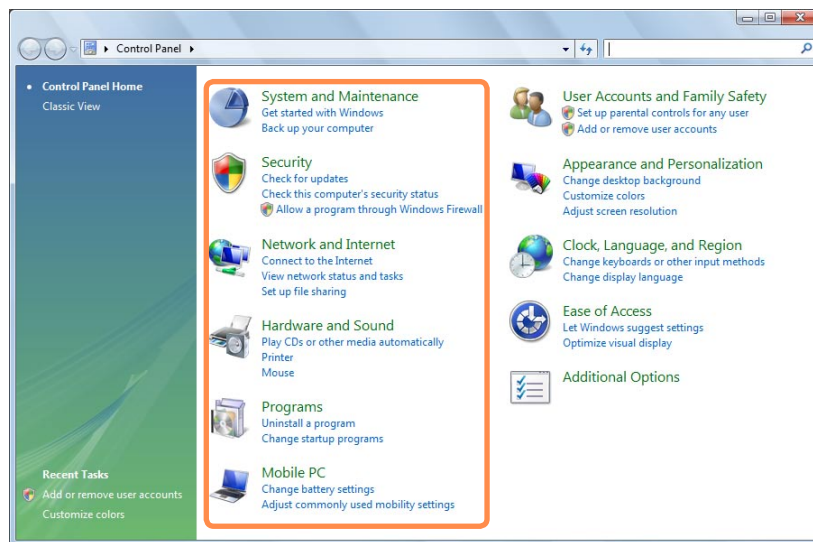 Control Panel
Control Panel Home
Classic View
System and Maintenance
Get started with Windows
Back up your computer
Security
Check for updates
Check this computer's security status
Allow a program through Windows Firewall
Network and Internet
Connect to the Internet
View network status and tasks
Set up file sharing
Hardware and Sound
Play CDs or other media automatically
Printer
Mouse
Programs
Uninstall a program
Change startup programs
Mobile PC
Change battery settings
Adjust commonly used mobility settings
User Accounts and Family Safety
Set up parental controls for any user
Add or remove user accounts
Appearance and Personalization
Change desktop background
Customize colors
Adjust screen resolution
Clock, Language, and Region
Change keyboards or other input methods
Change display language
Ease of Access
Let Windows suggest settings
Optimize visual display
Additional Options
Recent Tasks
Add or remove user accounts
Customize colors